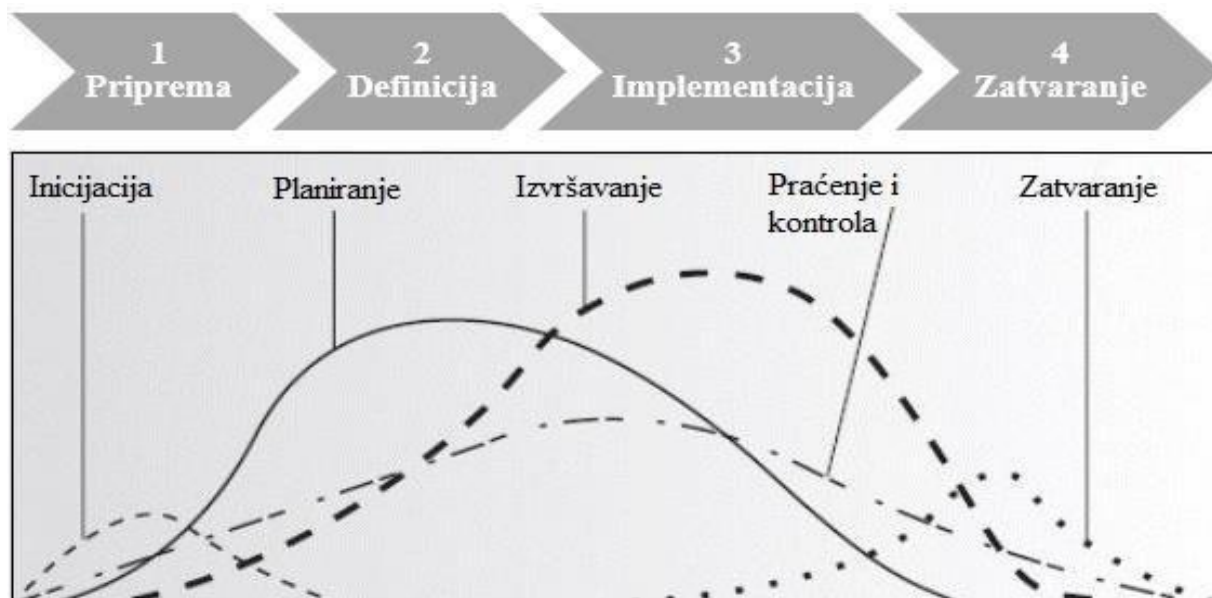 1
Priprema
2
Definicija
3
Implementacija
4
Zatvaranje
Inicijacija
Planiranje
Izvršavanje
Praćenje i
kontrola
Zatvaranje